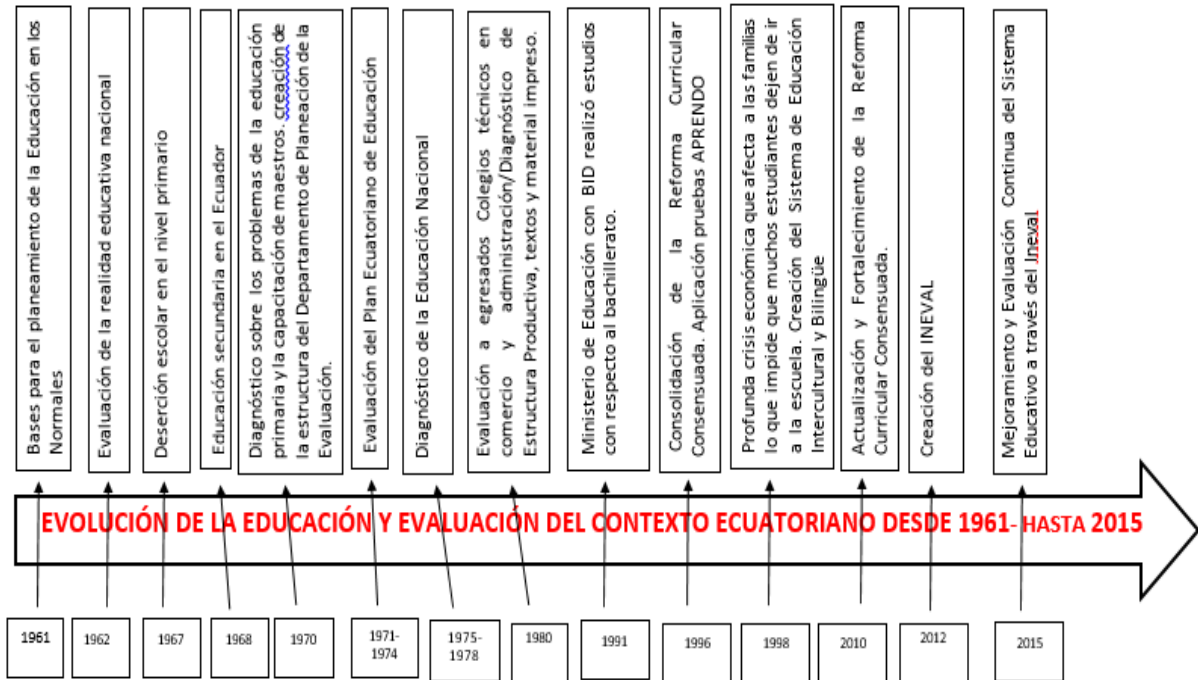 Bases para el planeamiento de la Educación en los
Normales
Evaluación de la realidad educativa nacional
Deserción escolar en el nivel primario
Educación secundaria en el Ecuador
Diagnóstico sobre los problemas de la educación
primaria y la capacitación de maestros. creación de
la estructura del Departamento de Planeación de la
Evaluación.
Evaluación del Plan Ecuatoriano de Educación
Diagnóstico de la Educación Nacional
Evaluación a egresados Colegios técnicos en
comercio y administración/Diagnóstico de
Estructura Productiva, textos y material impreso.
Ministerio de Educación con BID realizó estudios
con respecto al bachillerato.
Consolidación de la Reforma Curricular
Consensuada. Aplicación pruebas APRENDO
Profunda crisis económica que afecta a las familias
lo que impide que muchos estudiantes dejen de ir
a la escuela. Creación del Sistema de Educación
Intercultural y Bilingüe
Actualización y Fortalecimiento de la Reforma
Curricular Consensuada.
Creación del INEVAL
Mejoramiento y Evaluación Continua del Sistema
Educativo a través del Ineval
EVOLUCIÓN DE LA EDUCACIÓN Y EVALUACIÓN DEL CONTEXTO ECUATORIANO DESDE 1961- HASTA 2015
1961
1962
1967
1968
1970
1971-
1974
1975-
1978
1980
1991
1996
1998
2010
2012
2015